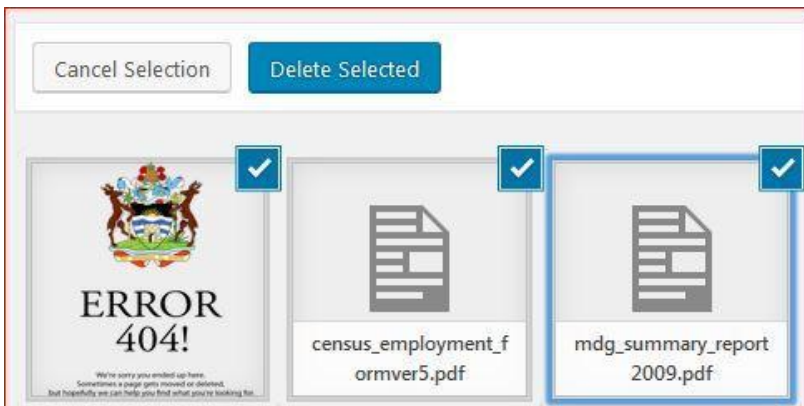 Cancel Selection
Delete Selected
ERROR
404!
We're sorry you ended up here.
Sometimes a page gets moved or deleted,
but hopefully we can help you find what you're looking for.
census_employment_f
ormver5.pdf
mdg_summary_report
2009.pdf